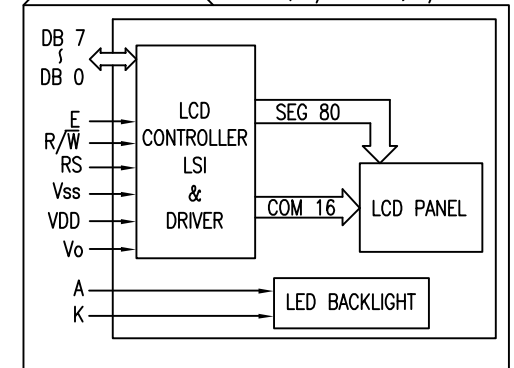 DB 7
∫
DB 0
E
R/W̅
RS
Vss
VDD
Vo
A
K
LCD
CONTROLLER
LSI
&
DRIVER
SEG 80
COM 16
LCD PANEL
LED BACKLIGHT